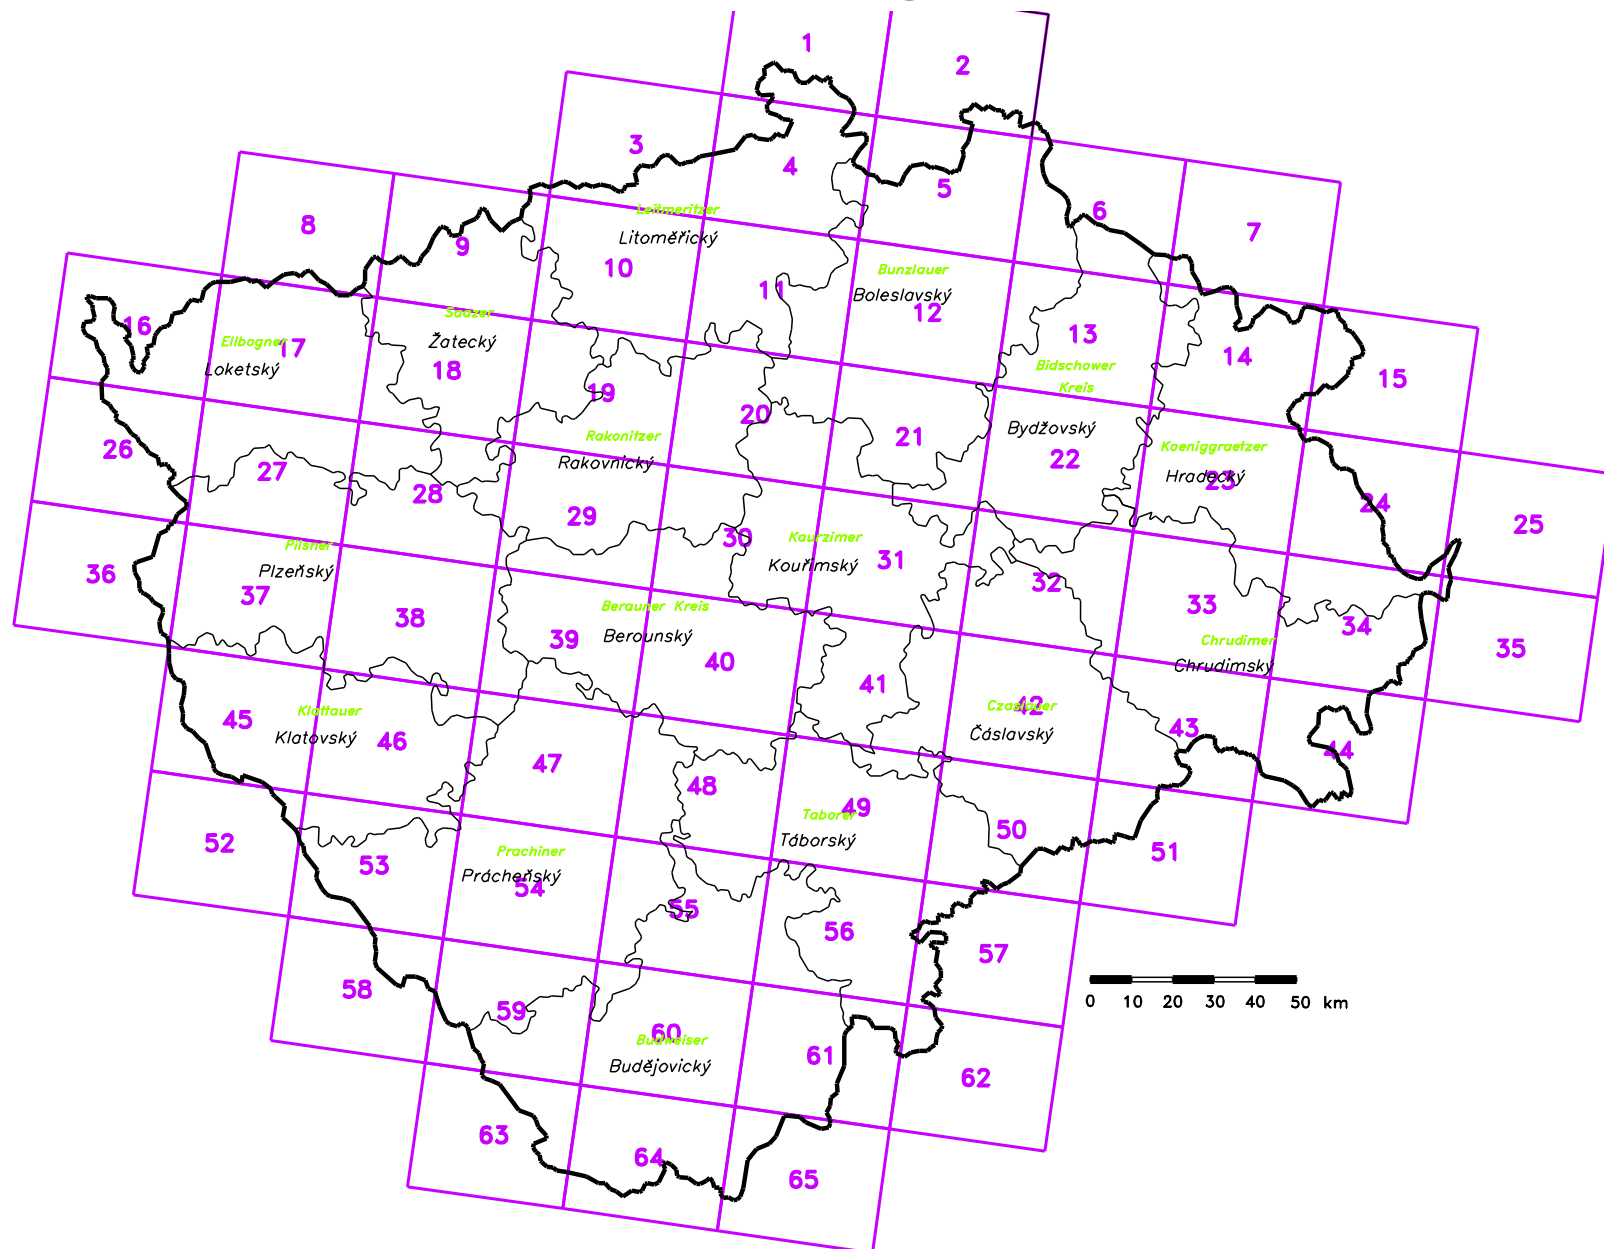 1
2
3
4
5
6
7
8
9
Leitmeritzer
Litoměřický
10
11
Bunzlauer
Boleslavský
12
13
14
15
16
Ellbogner
17
Loketský
Saazer
Žatecký
18
19
20
21
Bidschower
Kreis
Bydžovský
22
Koeniggraetzer
Hradecký
23
24
25
26
27
28
Rakonitzer
Rakovnický
29
30
Kaurzimer
Kouřimský
31
32
33
34
35
36
Pilsner
Plzeňský
37
38
39
Berauner Kreis
Berounský
40
41
Czaslauer
42
Čáslavský
Chrudimer
Chrudimský
43
44
45
Klattauer
Klatovský
46
47
48
Taborer
49
Táborský
50
51
52
53
Prachiner
Prácheňský
54
55
56
57
58
59
60
Budweiser
Budějovický
61
62
63
64
65
0 10 20 30 40 50 km